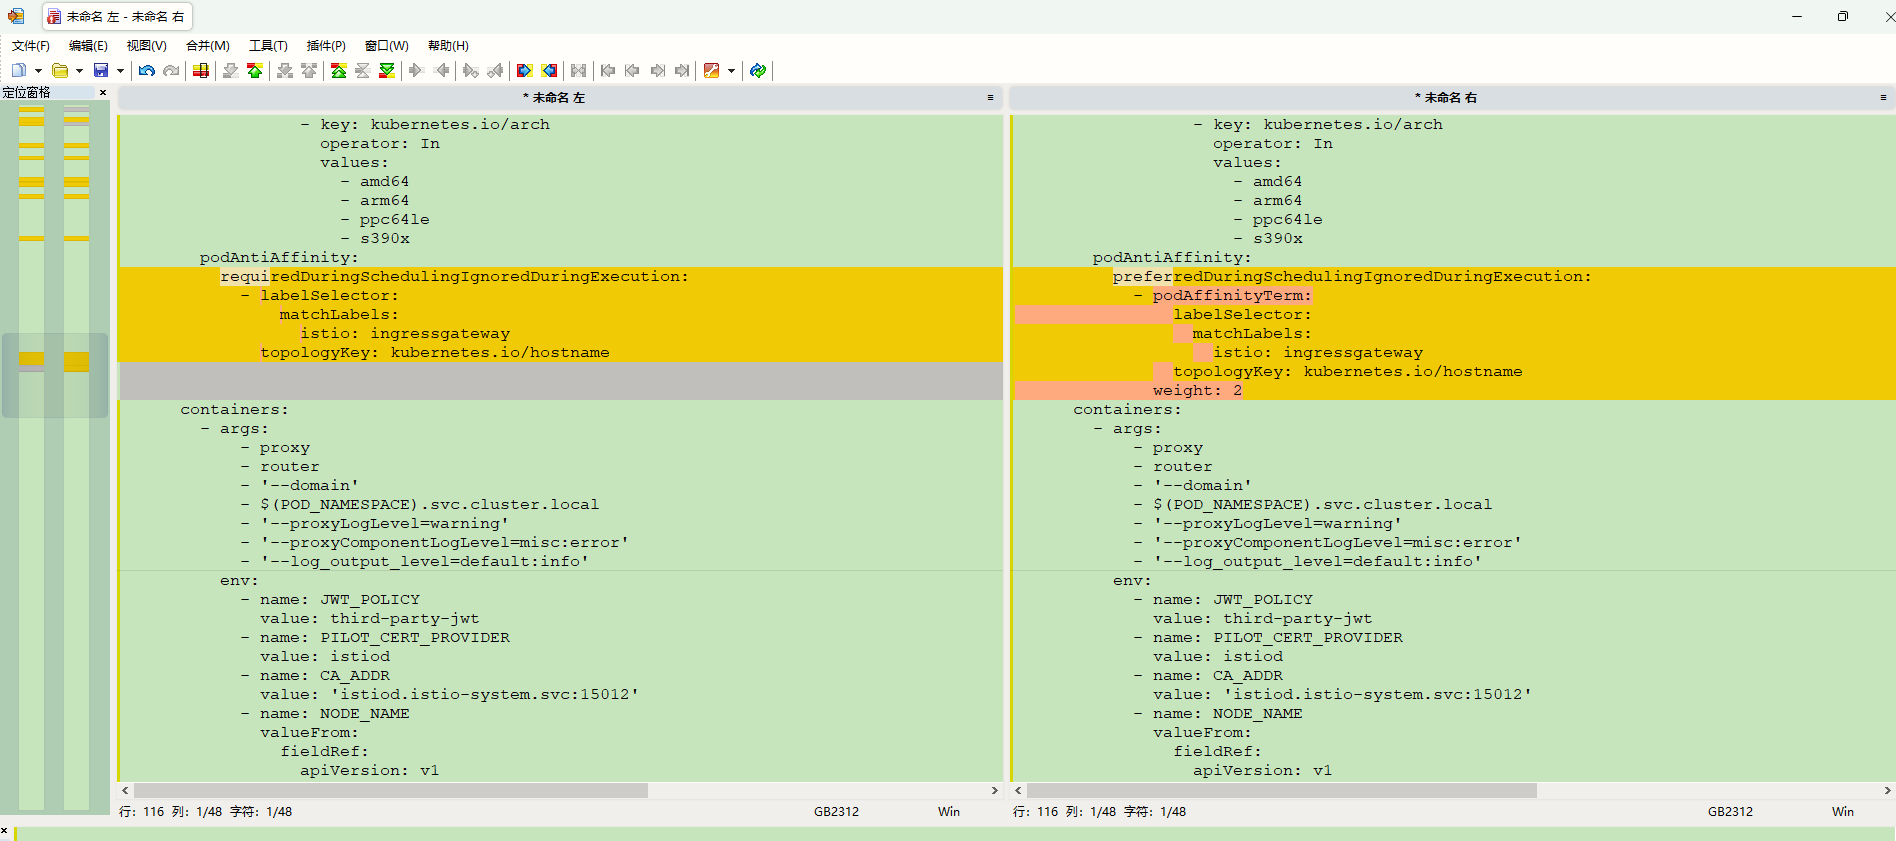 未命名 左 - 未命名 右
文件(F) 编辑(E) 视图(V) 合并(M) 工具(T) 插件(P) 窗口(W) 帮助(H)
定位窗格
* 未命名 左
- key: kubernetes.io/arch
operator: In
values:
- amd64
- arm64
- ppc64le
- s390x
podAntiAffinity:
requiredDuringSchedulingIgnoredDuringExecution:
- labelSelector:
matchLabels:
istio: ingressgateway
topologyKey: kubernetes.io/hostname
containers:
- args:
- proxy
- router
- '--domain'
- $(POD_NAMESPACE).svc.cluster.local
- '--proxyLogLevel=warning'
- '--proxyComponentLogLevel=misc:error'
- '--log_output_level=default:info'
env:
- name: JWT_POLICY
value: third-party-jwt
- name: PILOT_CERT_PROVIDER
value: istiod
- name: CA_ADDR
value: 'istiod.istio-system.svc:15012'
- name: NODE_NAME
valueFrom:
fieldRef:
apiVersion: v1
行: 116 列: 1/48 字符: 1/48 GB2312 Win
* 未命名 右
- key: kubernetes.io/arch
operator: In
values:
- amd64
- arm64
- ppc64le
- s390x
podAntiAffinity:
preferredDuringSchedulingIgnoredDuringExecution:
- podAffinityTerm:
labelSelector:
matchLabels:
istio: ingressgateway
topologyKey: kubernetes.io/hostname
weight: 2
containers:
- args:
- proxy
- router
- '--domain'
- $(POD_NAMESPACE).svc.cluster.local
- '--proxyLogLevel=warning'
- '--proxyComponentLogLevel=misc:error'
- '--log_output_level=default:info'
env:
- name: JWT_POLICY
value: third-party-jwt
- name: PILOT_CERT_PROVIDER
value: istiod
- name: CA_ADDR
value: 'istiod.istio-system.svc:15012'
- name: NODE_NAME
valueFrom:
fieldRef:
apiVersion: v1
行: 116 列: 1/48 字符: 1/48 GB2312 Win